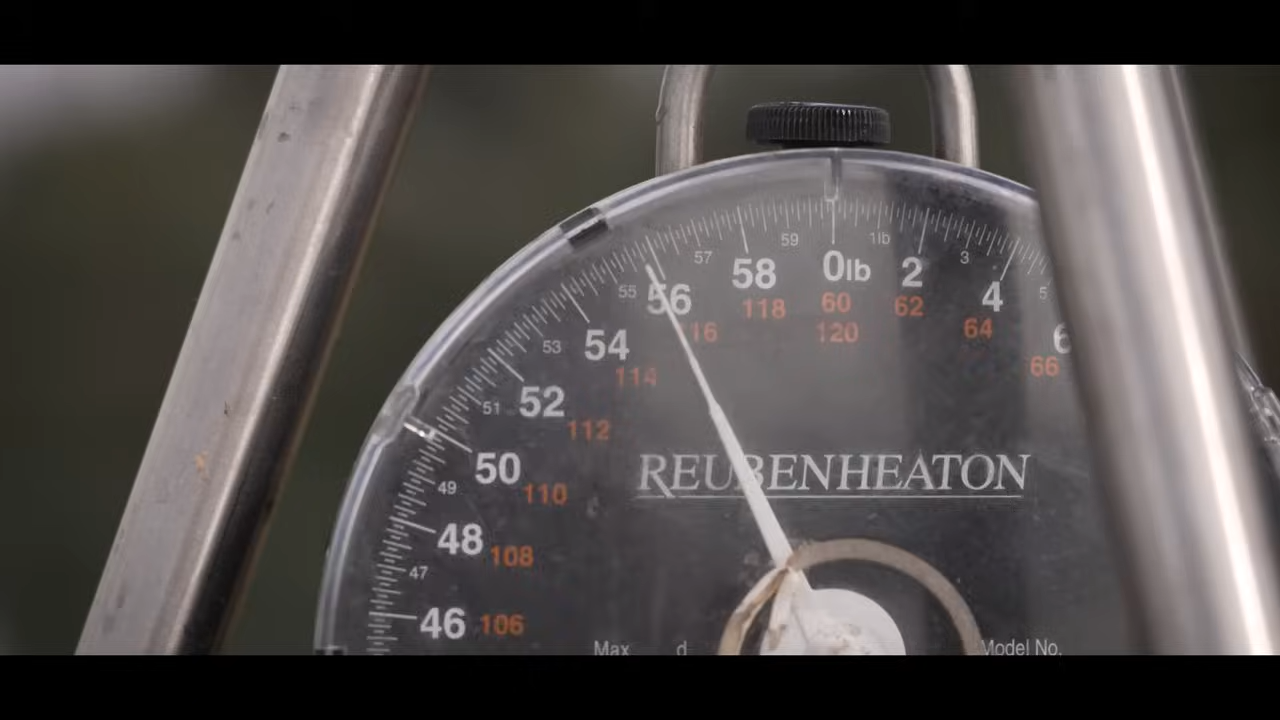 57 58 59 0lb 1lb 2 3 4 5 6
55 56 118 60 62 64 66
54 16 120
53 114
52 112
51
50 110
49
48 108
47
46 106
REUBENHEATON
Max d Model No.